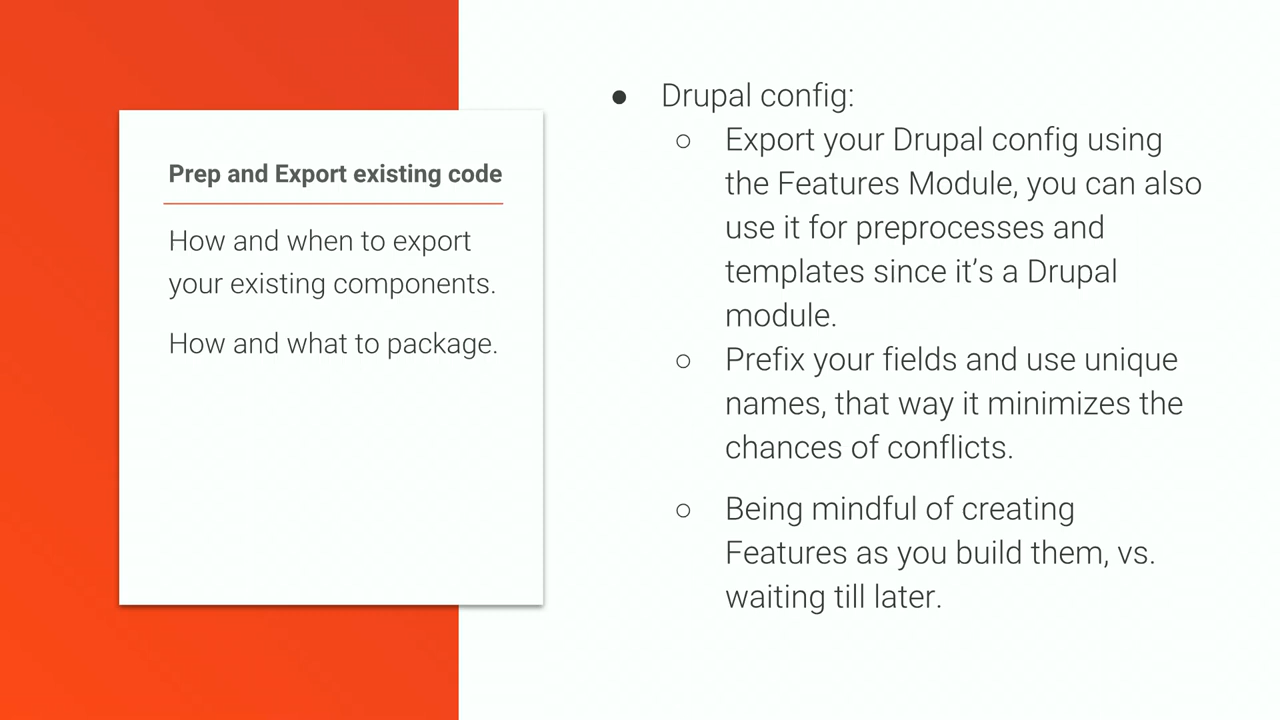 Prep and Export existing code
How and when to export
your existing components.
How and what to package.
● Drupal config:
○ Export your Drupal config using
the Features Module, you can also
use it for preprocesses and
templates since it’s a Drupal
module.
○ Prefix your fields and use unique
names, that way it minimizes the
chances of conflicts.
○ Being mindful of creating
Features as you build them, vs.
waiting till later.